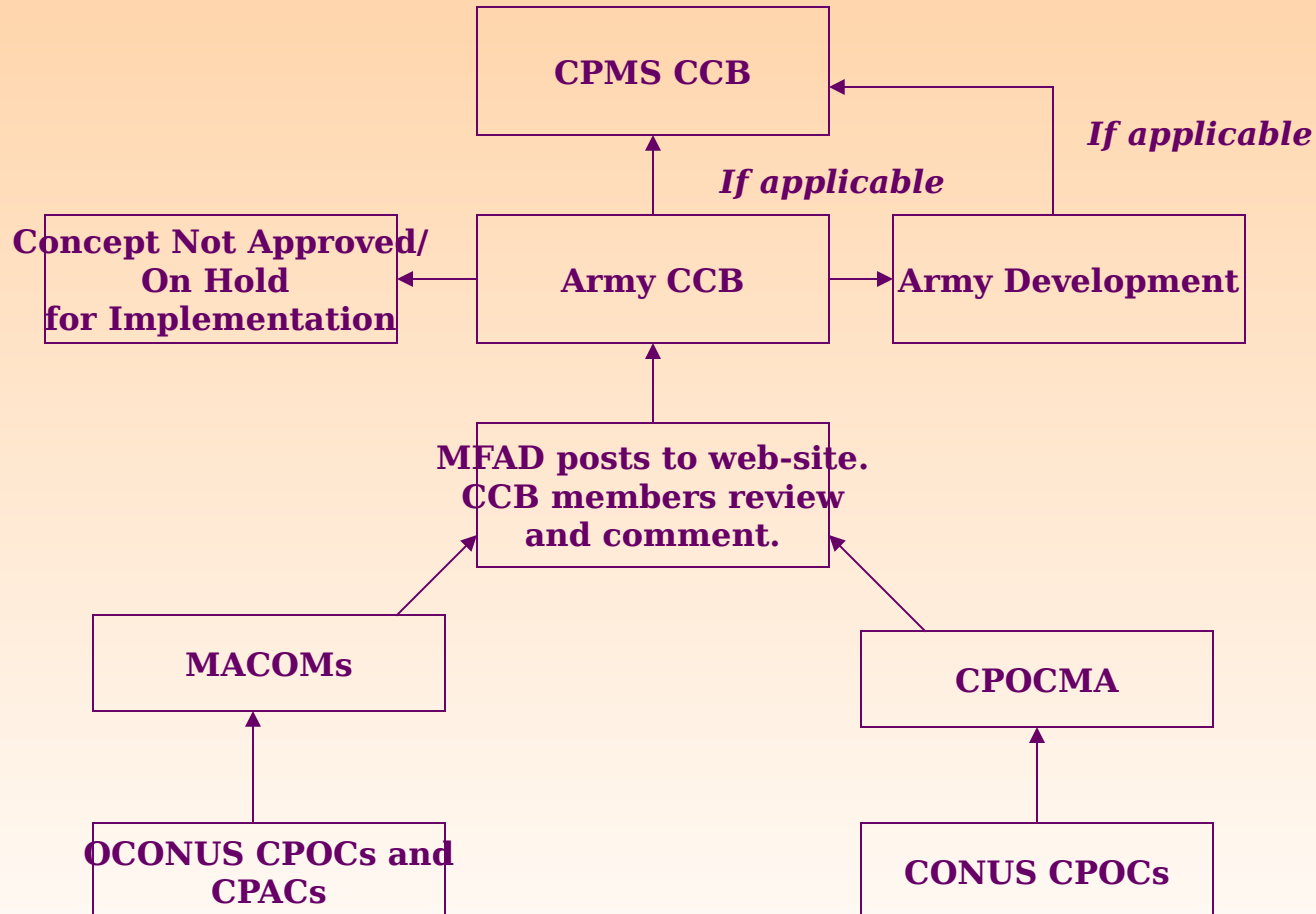 CPMS CCB
If applicable
If applicable
Concept Not Approved/
On Hold
for Implementation
Army CCB
Army Development
MFAD posts to web-site.
CCB members review
and comment.
MACOMs
CPOCMA
OCONUS CPOCs and
CPACs
CONUS CPOCs